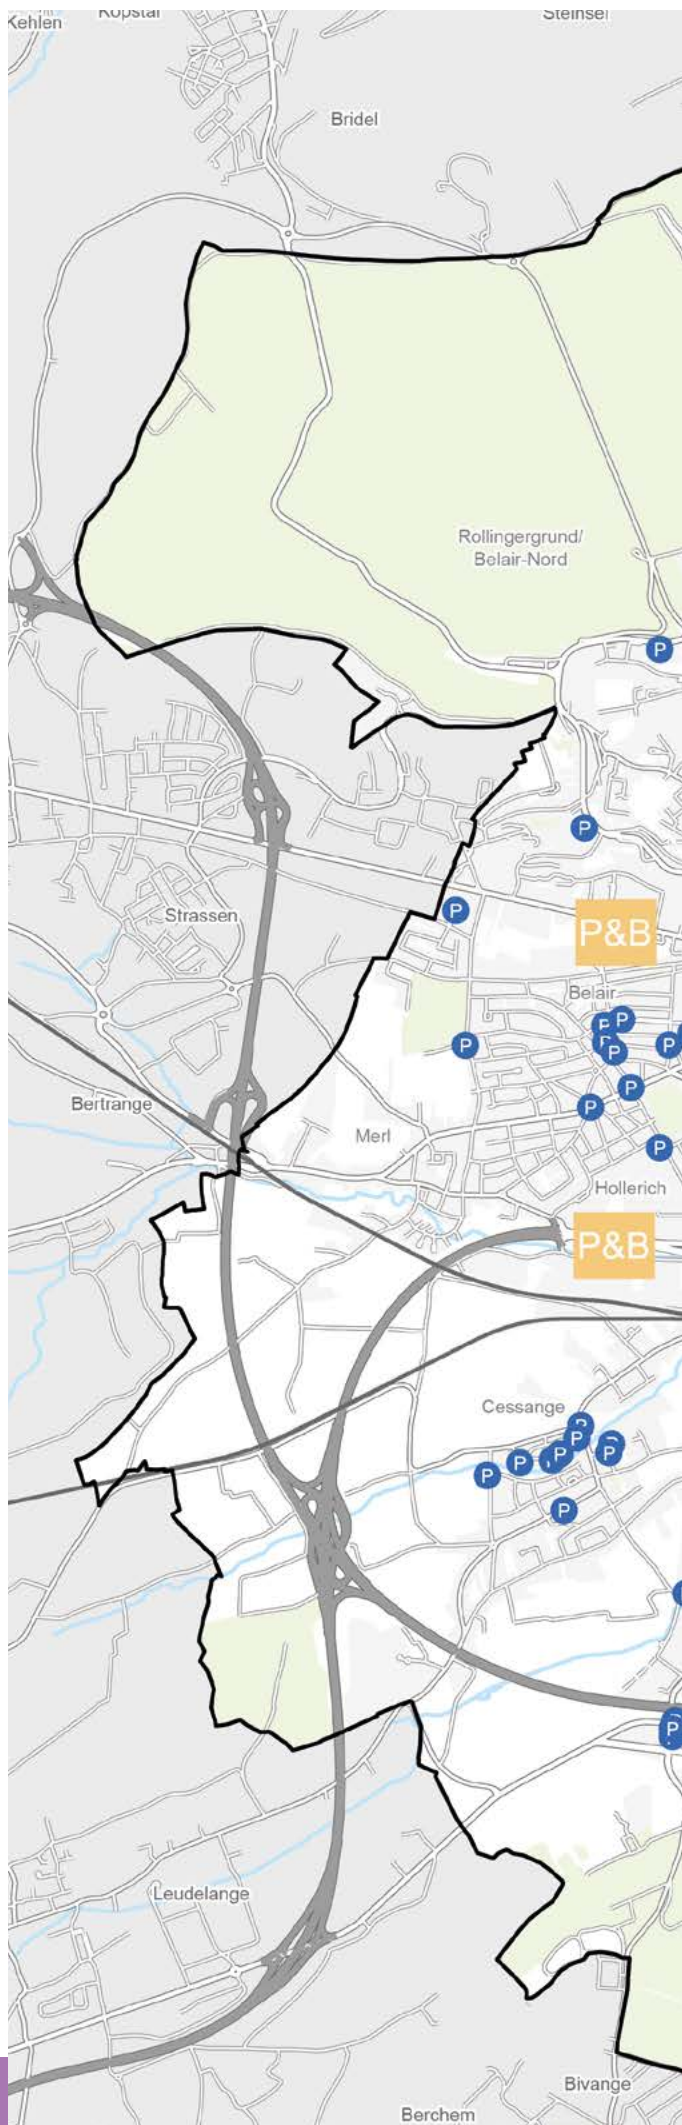 Kopstal
Steinsel
Kehlen
Bridel
Rollingergrund/
Belair-Nord
P
P
P
P&B
Strassen
Belair
P
P
P
P
P
P
P
P
Bertrange
P
Merl
P
Hollerich
P&B
Cessange
P
P
P
P
P
P
P
P
P
Leudelange
Bivange
Berchem